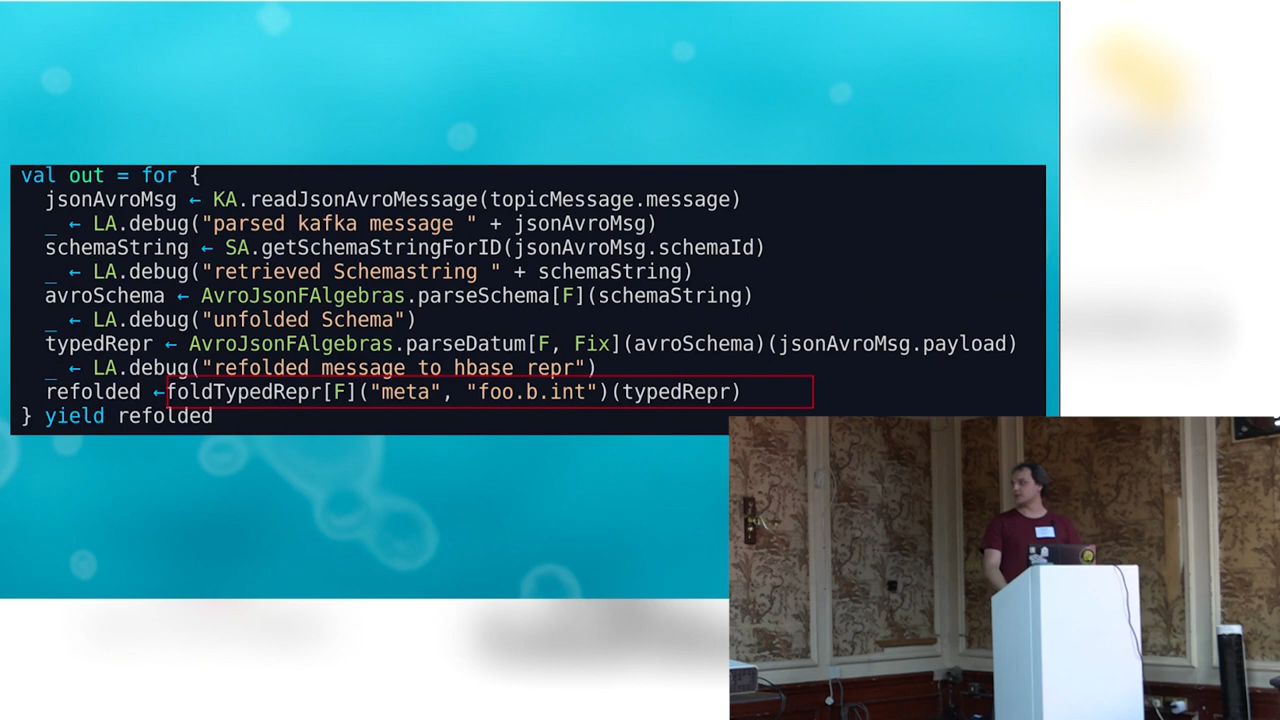 val out = for {
jsonAvroMsg ← KA.readJsonAvroMessage(topicMessage.message)
_ ← LA.debug("parsed kafka message " + jsonAvroMsg)
schemaString ← SA.getSchemaStringForID(jsonAvroMsg.schemaId)
_ ← LA.debug("retrieved Schemastring " + schemaString)
avroSchema ← AvroJsonFAlgebras.parseSchema[F](schemaString)
_ ← LA.debug("unfolded Schema")
typedRepr ← AvroJsonFAlgebras.parseDatum[F, Fix](avroSchema)(jsonAvroMsg.payload)
_ ← LA.debug("refolded message to hbase repr")
refolded ←foldTypedRepr[F]("meta", "foo.b.int")(typedRepr)
} yield refolded